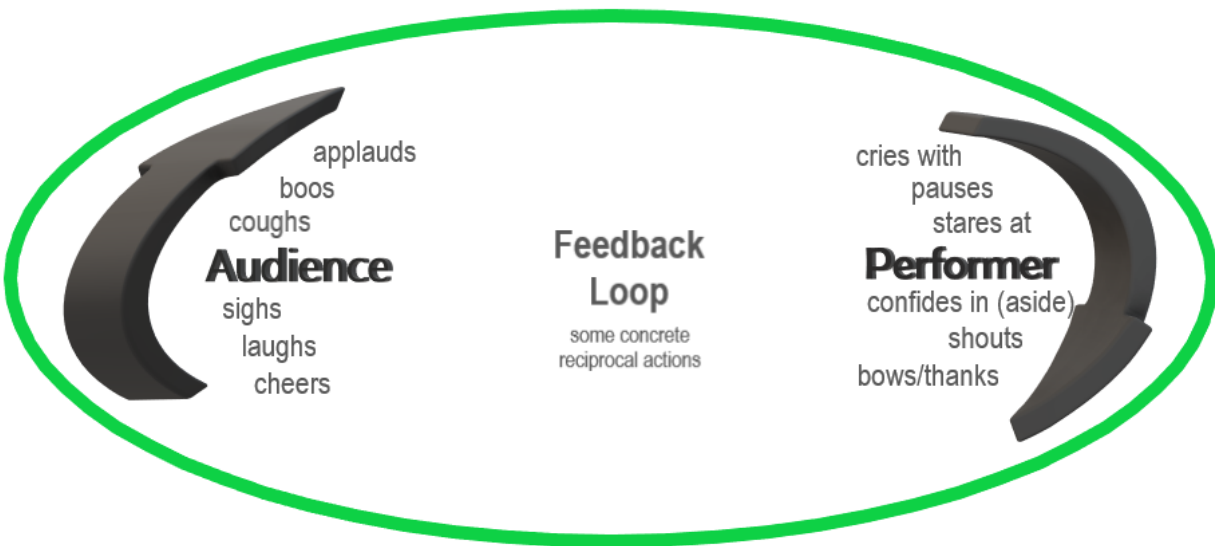 applauds
boos
coughs
Audience
sighs
laughs
cheers
Feedback
Loop
some concrete
reciprocal actions
cries with
pauses
stares at
Performer
confides in (aside)
shouts
bows/thanks